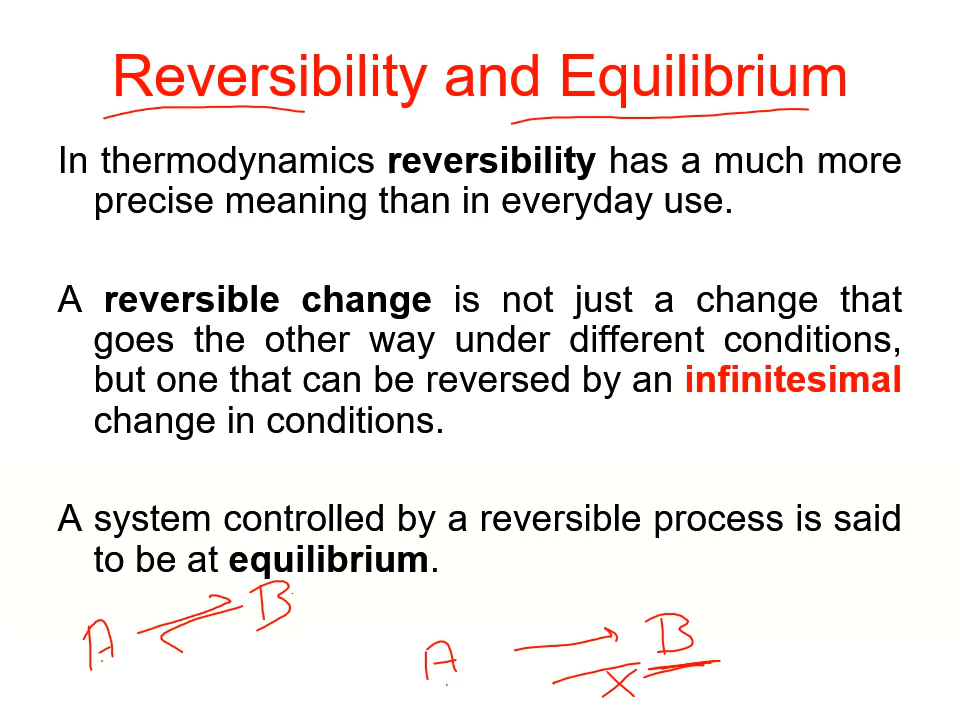 Reversibility and Equilibrium
In thermodynamics reversibility has a much more
precise meaning than in everyday use.
A reversible change is not just a change that
goes the other way under different conditions,
but one that can be reversed by an infinitesimal
change in conditions.
A system controlled by a reversible process is said
to be at equilibrium.
A ⇌ B
A → B
X